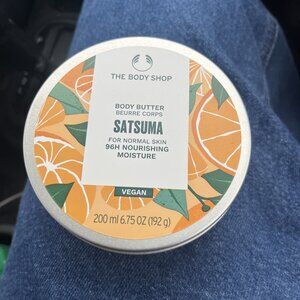 THE BODY SHOP
BODY BUTTER
BEURRE CORPS
SATSUMA
FOR NORMAL SKIN
96H NOURISHING
MOISTURE
VEGAN
200 ml 6.75 OZ (192 g)